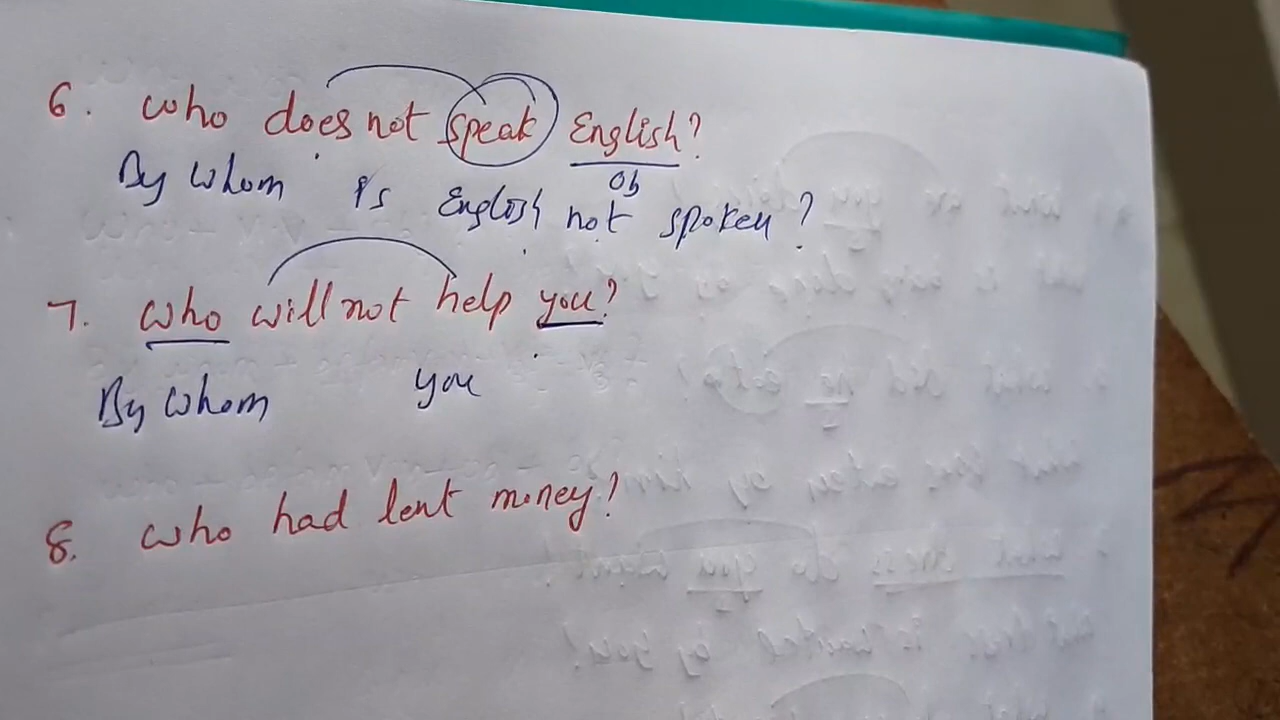 6. Who does not speak English?
Ob
By Whom is English not spoken?
7. Who will not help you?
By Whom you
8. Who had lent money?